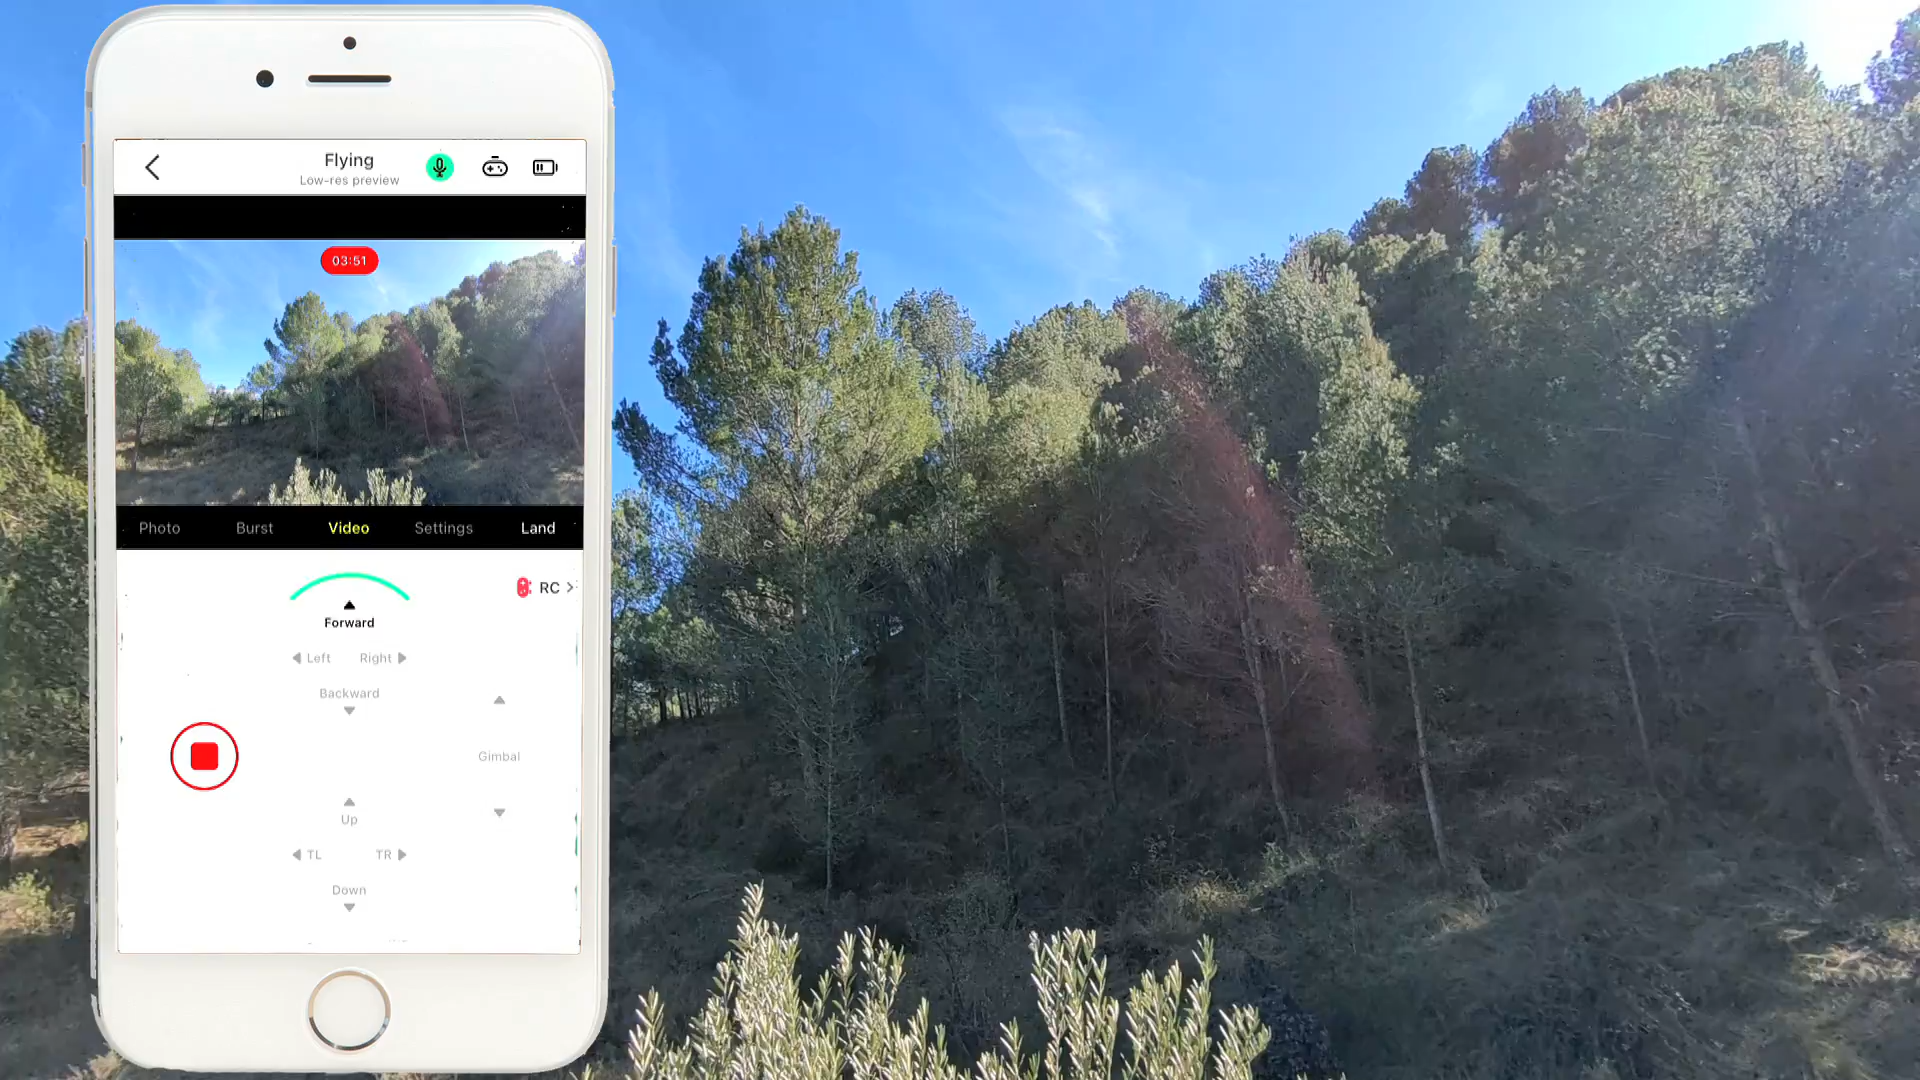 Flying
Low-res preview
03:51
Photo Burst Video Settings Land
RC
Forward
Left Right
Backward
Gimbal
Up
TL TR
Down